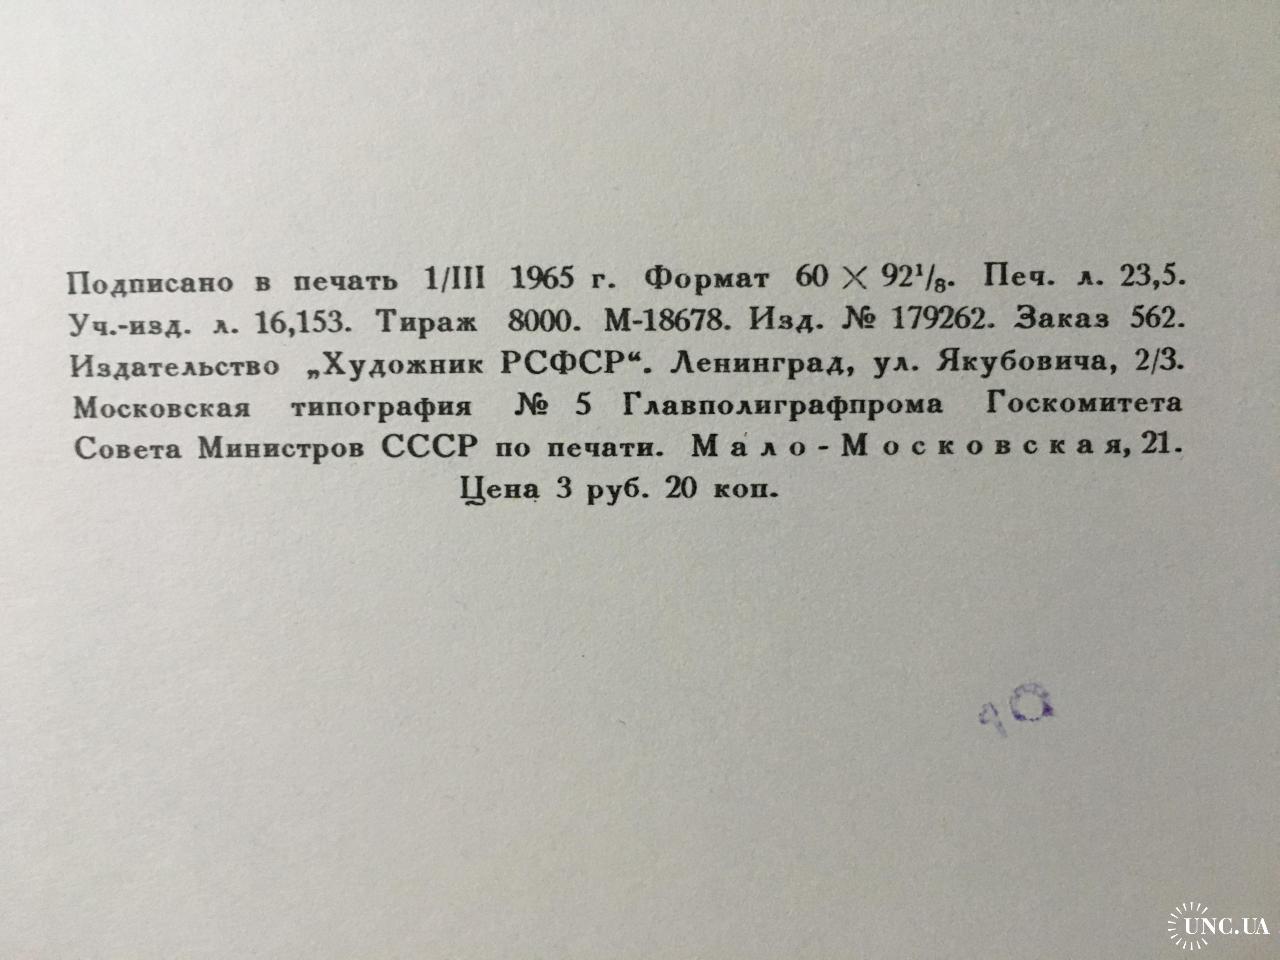 Подписано в печать 1/III 1965 г. Формат 60 × 92¹/₈. Печ. л. 23,5.
Уч.-изд. л. 16,153. Тираж 8000. М-18678. Изд. № 179262. Заказ 562.
Издательство „Художник РСФСР“. Ленинград, ул. Якубовича, 2/3.
Московская типография № 5 Главполиграфпрома Госкомитета
Совета Министров СССР по печати. Мало-Московская, 21.
Цена 3 руб. 20 коп.
UNC.UA